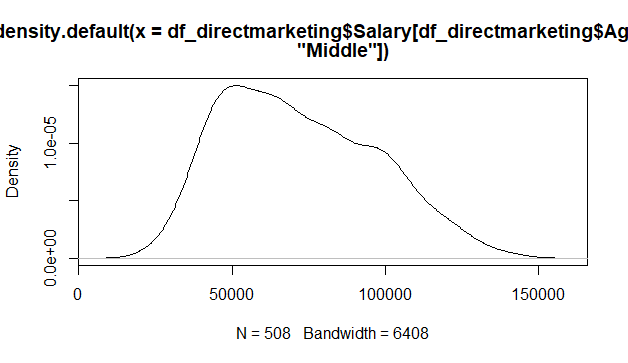 density.default(x = df_directmarketing$Salary[df_directmarketing$Ag
"Middle"])
Density
1.0e-05
0.0e+00
0
50000
100000
150000
N = 508 Bandwidth = 6408